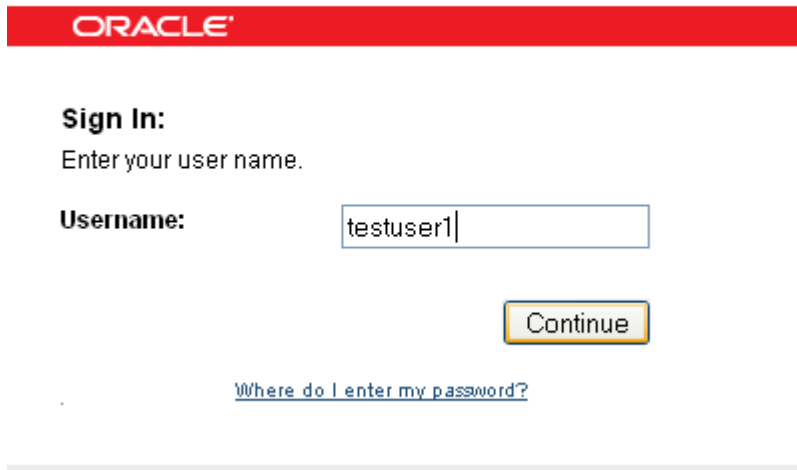 ORACLE
Sign In:
Enter your user name.
Username: testuser1
Continue
Where do I enter my password?